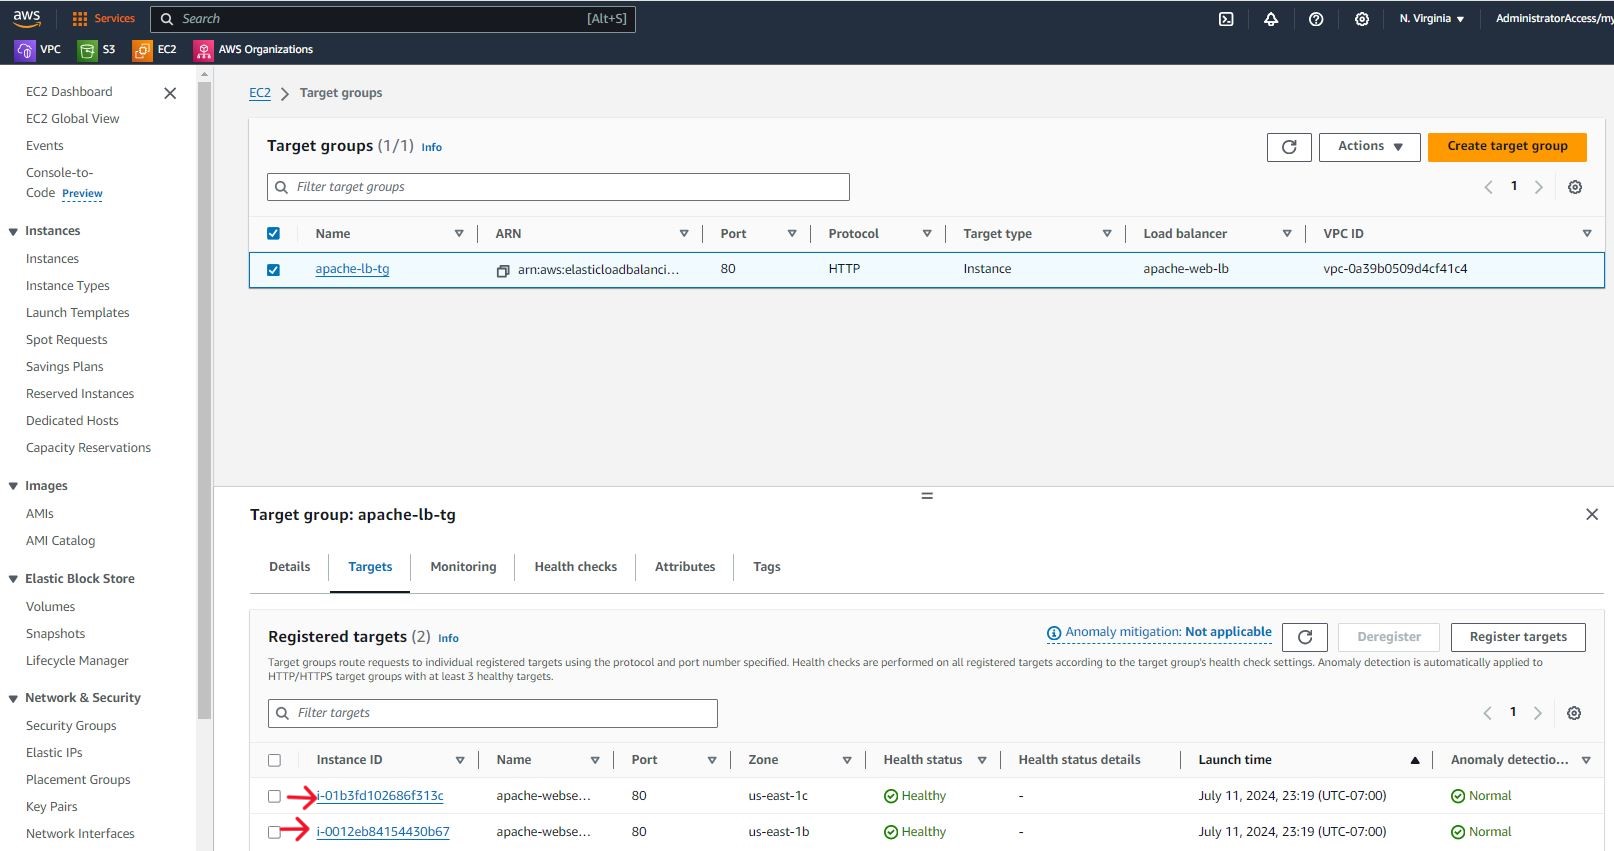 aws Services Search [Alt+S] N. Virginia AdministratorAccess/my
VPC S3 EC2 AWS Organizations
EC2 Dashboard
EC2 Global View
Events
Console-to-
Code Preview
Instances
Instances
Instance Types
Launch Templates
Spot Requests
Savings Plans
Reserved Instances
Dedicated Hosts
Capacity Reservations
Images
AMIs
AMI Catalog
Elastic Block Store
Volumes
Snapshots
Lifecycle Manager
Network & Security
Security Groups
Elastic IPs
Placement Groups
Key Pairs
Network Interfaces
EC2 Target groups
Target groups (1/1) Info Actions Create target group
Filter target groups 1
Name ARN Port Protocol Target type Load balancer VPC ID
apache-lb-tg arn:aws:elasticloadbalanci... 80 HTTP Instance apache-web-lb vpc-0a39b0509d4cf41c4
Target group: apache-lb-tg
Details Targets Monitoring Health checks Attributes Tags
Registered targets (2) Info Anomaly mitigation: Not applicable Deregister Register targets
Target groups route requests to individual registered targets using the protocol and port number specified. Health checks are performed on all registered targets according to the target group's health check settings. Anomaly detection is automatically applied to
HTTP/HTTPS target groups with at least 3 healthy targets.
Filter targets 1
Instance ID Name Port Zone Health status Health status details Launch time Anomaly detectio...
i-01b3fd102686f313c apache-webse... 80 us-east-1c Healthy - July 11, 2024, 23:19 (UTC-07:00) Normal
i-0012eb84154430b67 apache-webse... 80 us-east-1b Healthy - July 11, 2024, 23:19 (UTC-07:00) Normal